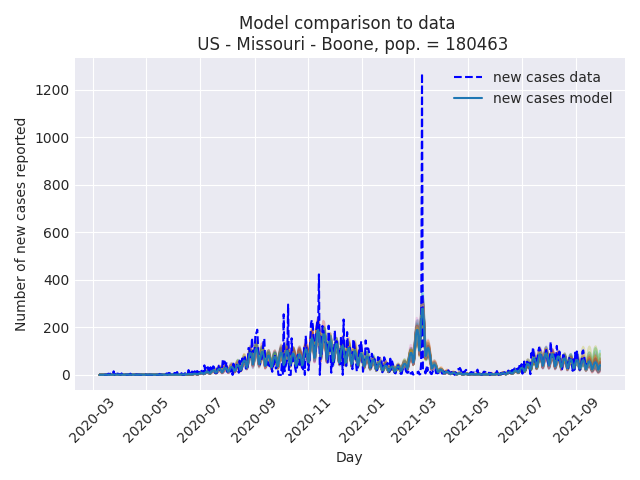 Model comparison to data
US - Missouri - Boone, pop. = 180463
new cases data
new cases model
Number of new cases reported
1200
1000
800
600
400
200
0
2020-03
2020-05
2020-07
2020-09
2020-11
2021-01
2021-03
2021-05
2021-07
2021-09
Day